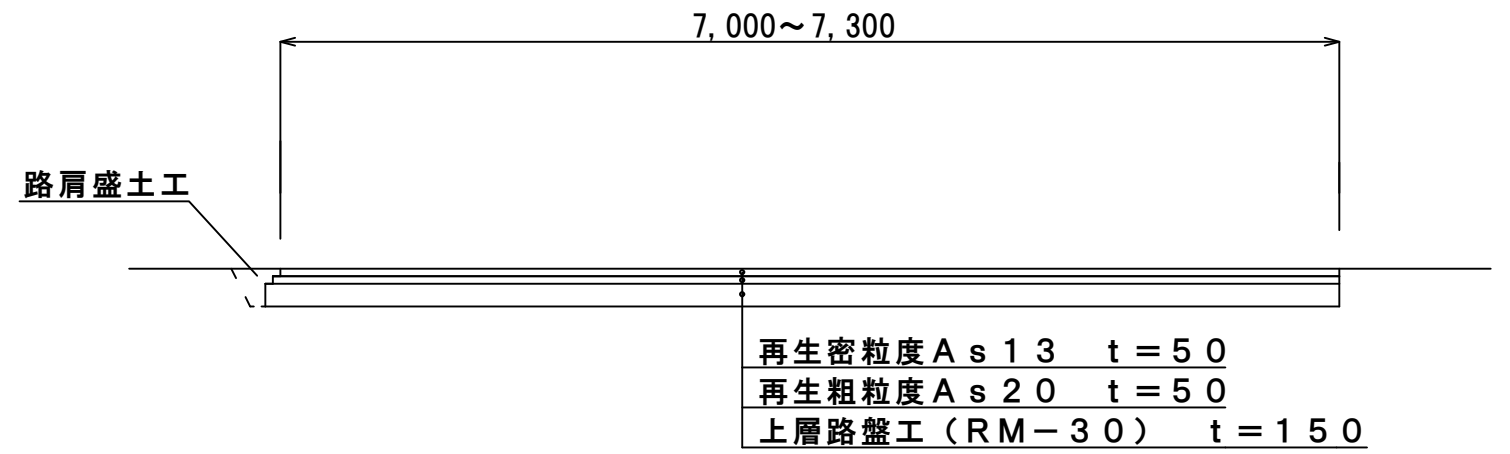 7,000～7,300
路肩盛土工
再生密粒度Ａｓ１３　ｔ＝５０
再生粗粒度Ａｓ２０　ｔ＝５０
上層路盤工（ＲＭ－３０）　ｔ＝１５０